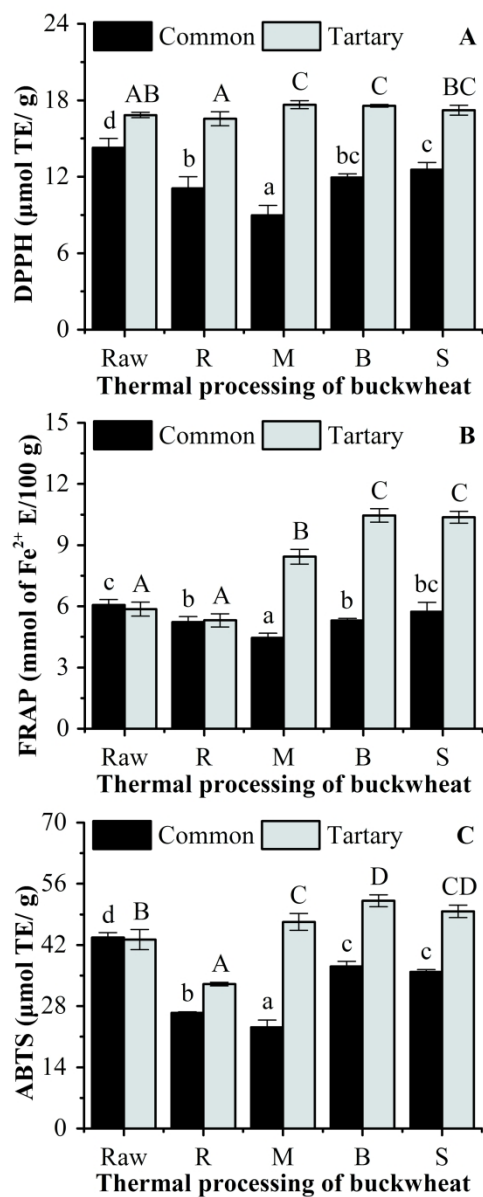 24
Common Tartary A
18
12
6
0
AB A C C BC
d b a bc c
DPPH (µmol TE/ g)
Raw R M B S
Thermal processing of buckwheat
15
Common Tartary B
12
9
6
3
0
c A b A a B b C bc C
FRAP (mmol of Fe²⁺ E/100 g)
Raw R M B S
Thermal processing of buckwheat
70
Common Tartary C
56
42
28
14
0
d B b A a C c D c CD
ABTS (µmol TE/ g)
Raw R M B S
Thermal processing of buckwheat